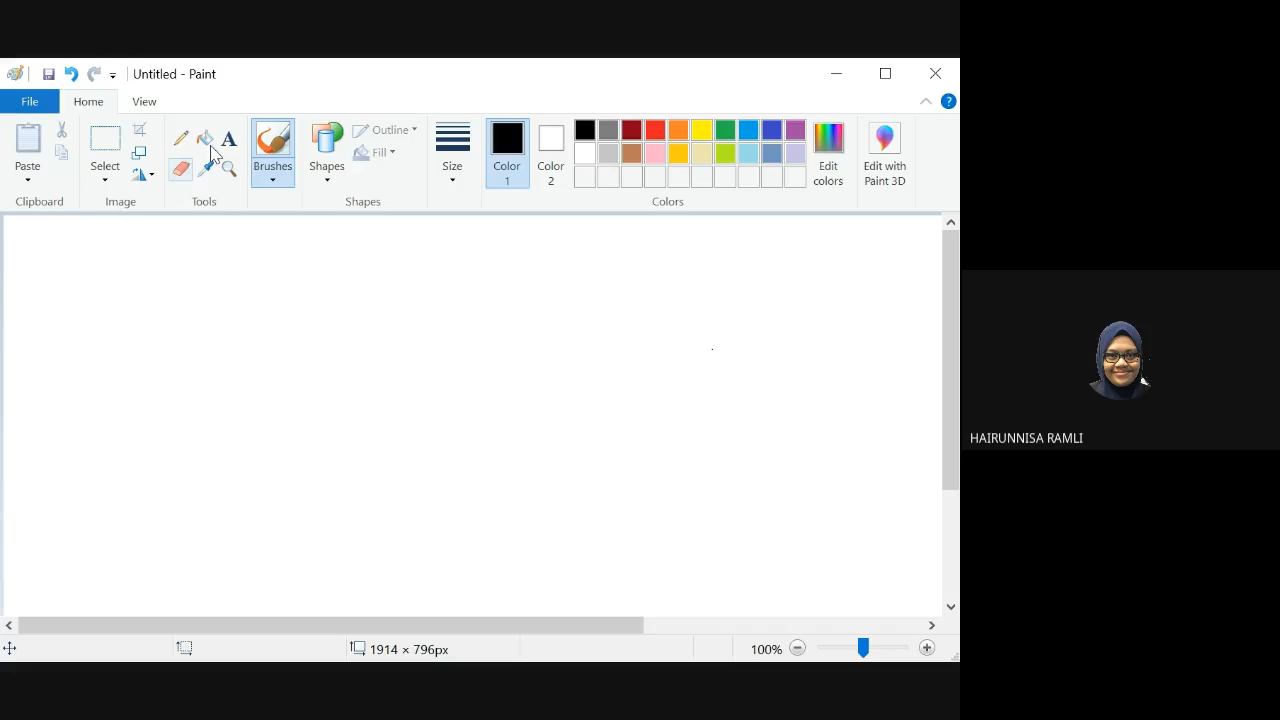 Untitled - Paint
File Home View
Paste Select A Brushes Shapes Outline Fill Size Color 1 Color 2 Edit colors Edit with Paint 3D
Clipboard Image Tools Shapes Colors
HAIRUNNISA RAMLI
1914 × 796px 100%